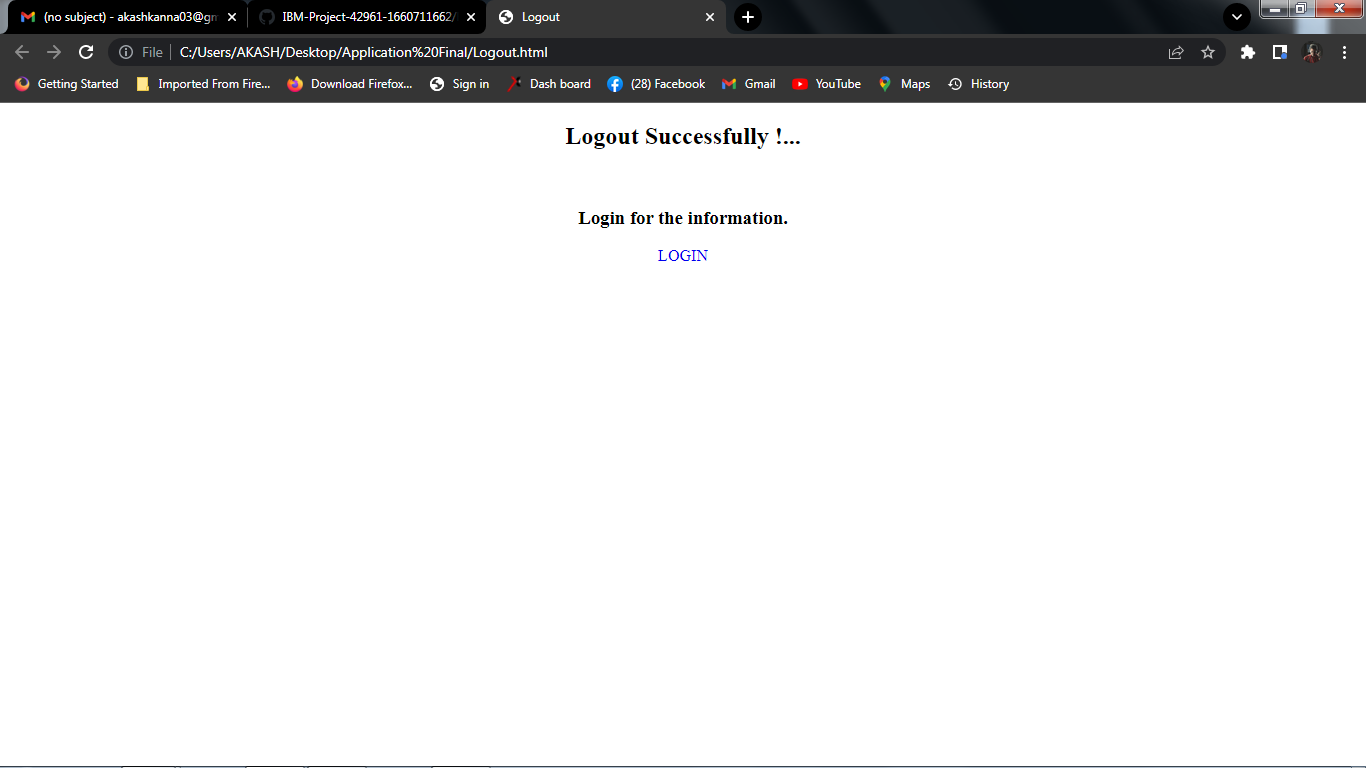 (no subject) - akashkanna03@gm
IBM-Project-42961-1660711662/
Logout
File
C:/Users/AKASH/Desktop/Application%20Final/Logout.html
Getting Started
Imported From Fire...
Download Firefox...
Sign in
Dash board
(28) Facebook
Gmail
YouTube
Maps
History
Logout Successfully !...
Login for the information.
LOGIN